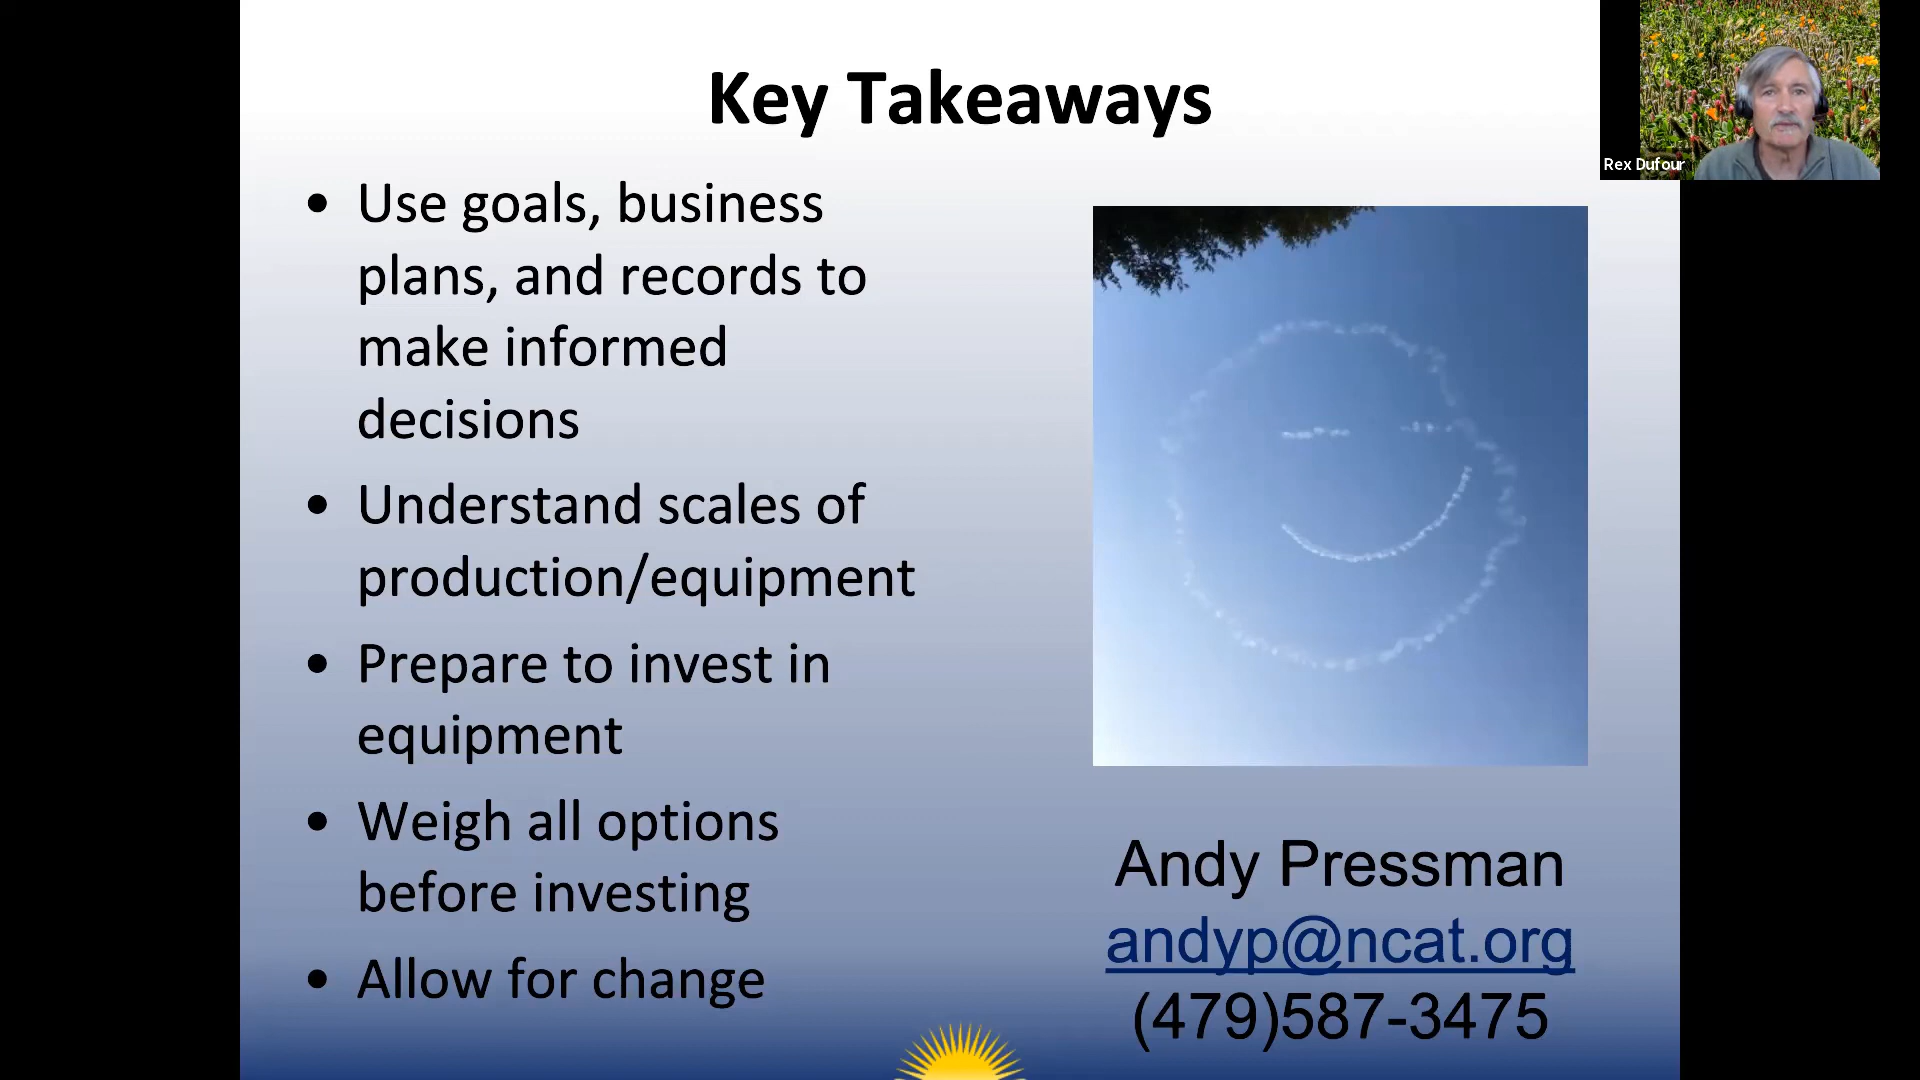 Key Takeaways
Rex Dufour
• Use goals, business
plans, and records to
make informed
decisions
• Understand scales of
production/equipment
• Prepare to invest in
equipment
• Weigh all options
before investing
• Allow for change
Andy Pressman
andyp@ncat.org
(479)587-3475